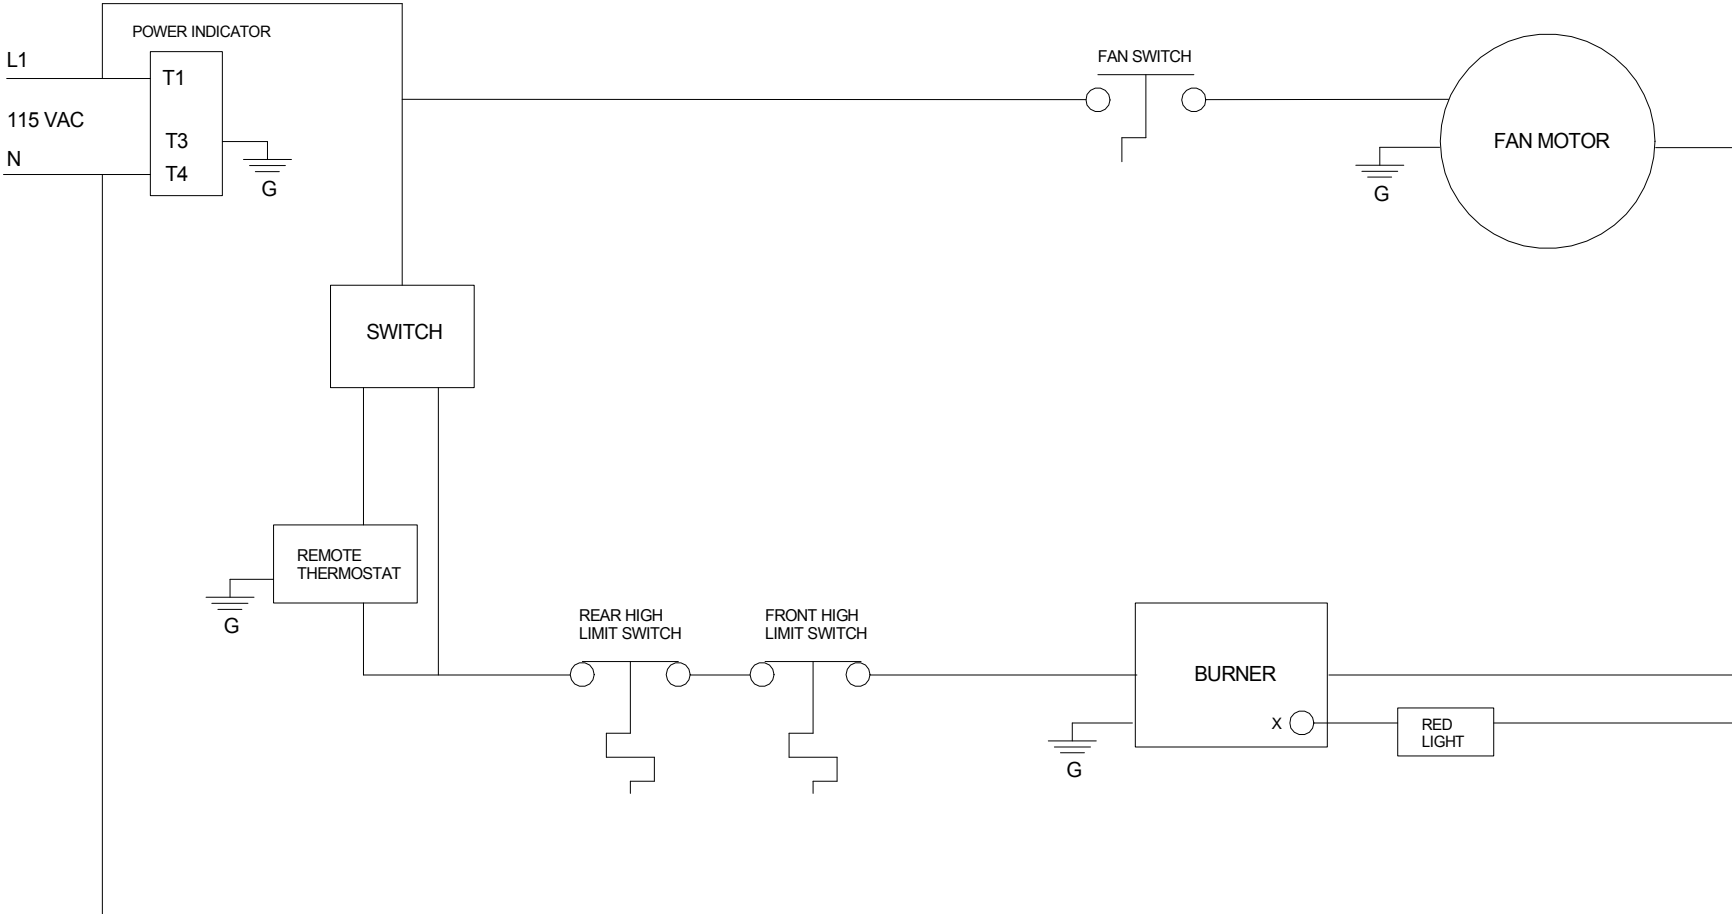 POWER INDICATOR
L1
T1
115 VAC
T3
N
T4
G
FAN SWITCH
FAN MOTOR
G
SWITCH
REMOTE
THERMOSTAT
G
REAR HIGH
LIMIT SWITCH
FRONT HIGH
LIMIT SWITCH
BURNER
X
G
RED
LIGHT